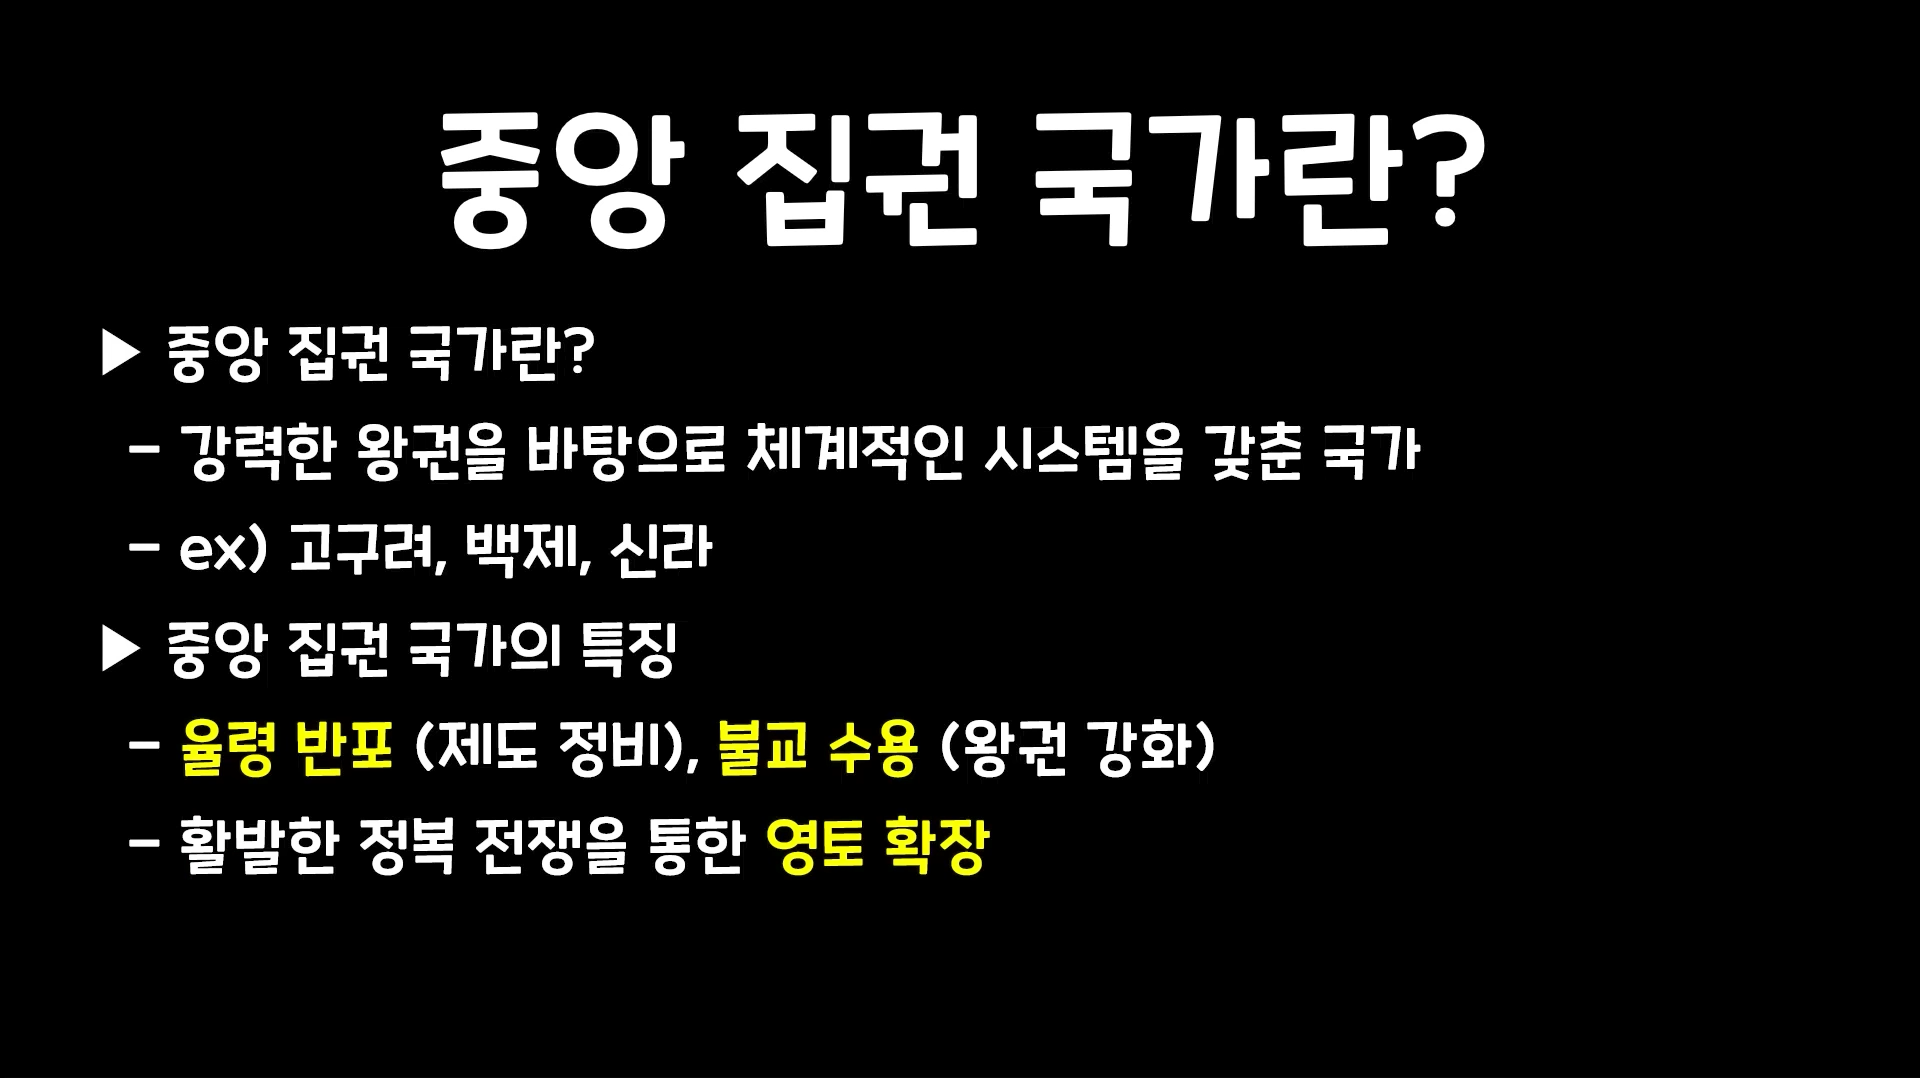 중앙 집권 국가란?
▶ 중앙 집권 국가란?
- 강력한 왕권을 바탕으로 체계적인 시스템을 갖춘 국가
- ex) 고구려, 백제, 신라
▶ 중앙 집권 국가의 특징
- 율령 반포 (제도 정비), 불교 수용 (왕권 강화)
- 활발한 정복 전쟁을 통한 영토 확장